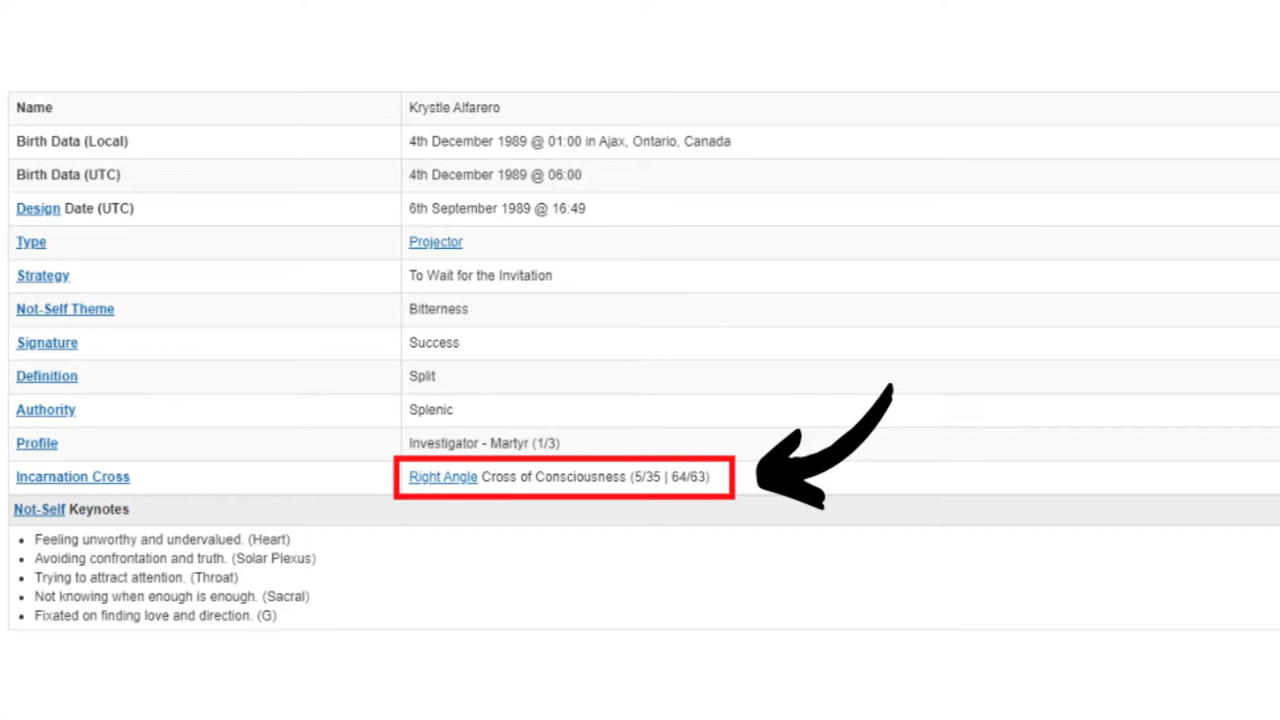 Name Krystle Alfarero
Birth Data (Local) 4th December 1989 @ 01:00 in Ajax, Ontario, Canada
Birth Data (UTC) 4th December 1989 @ 06:00
Design Date (UTC) 6th September 1989 @ 16:49
Type Projector
Strategy To Wait for the Invitation
Not-Self Theme Bitterness
Signature Success
Definition Split
Authority Splenic
Profile Investigator - Martyr (1/3)
Incarnation Cross Right Angle Cross of Consciousness (5/35 | 64/63)
Not-Self Keynotes
• Feeling unworthy and undervalued. (Heart)
• Avoiding confrontation and truth. (Solar Plexus)
• Trying to attract attention. (Throat)
• Not knowing when enough is enough. (Sacral)
• Fixated on finding love and direction. (G)